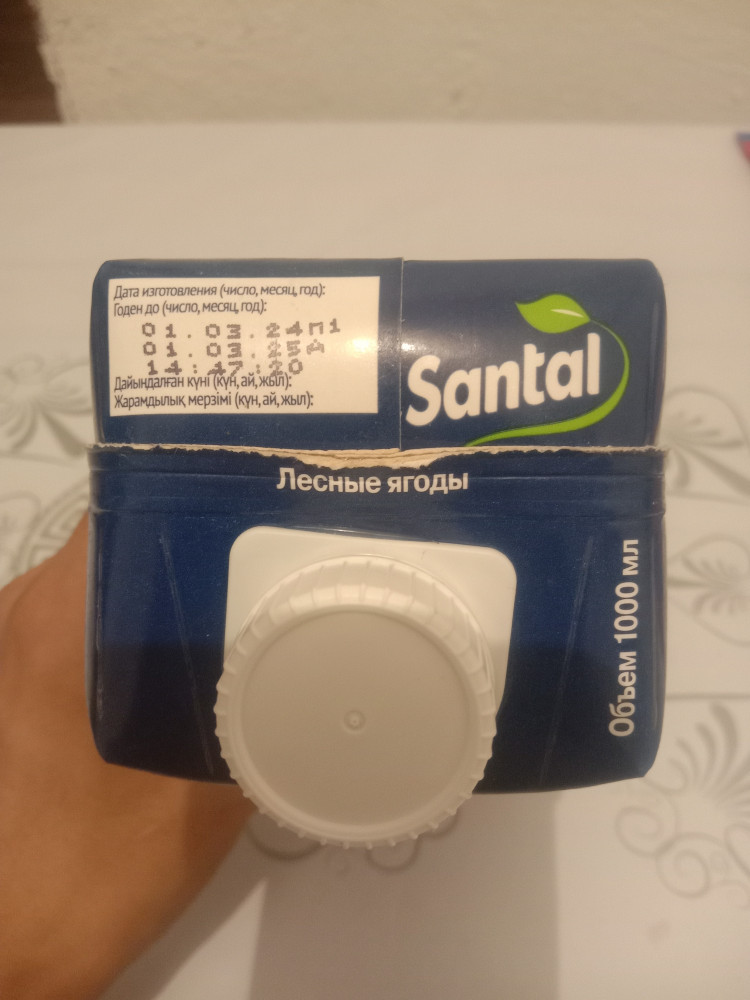 Дата изготовления (число, месяц, год):
Годен до (число, месяц, год):
01.03.24П1
01.03.25Д
14:47:20
Дайындалған күні (күн, ай, жыл):
Жарамдылық мерзімі (күн, ай, жыл):
Santal
Лесные ягоды
Объем 1000 мл